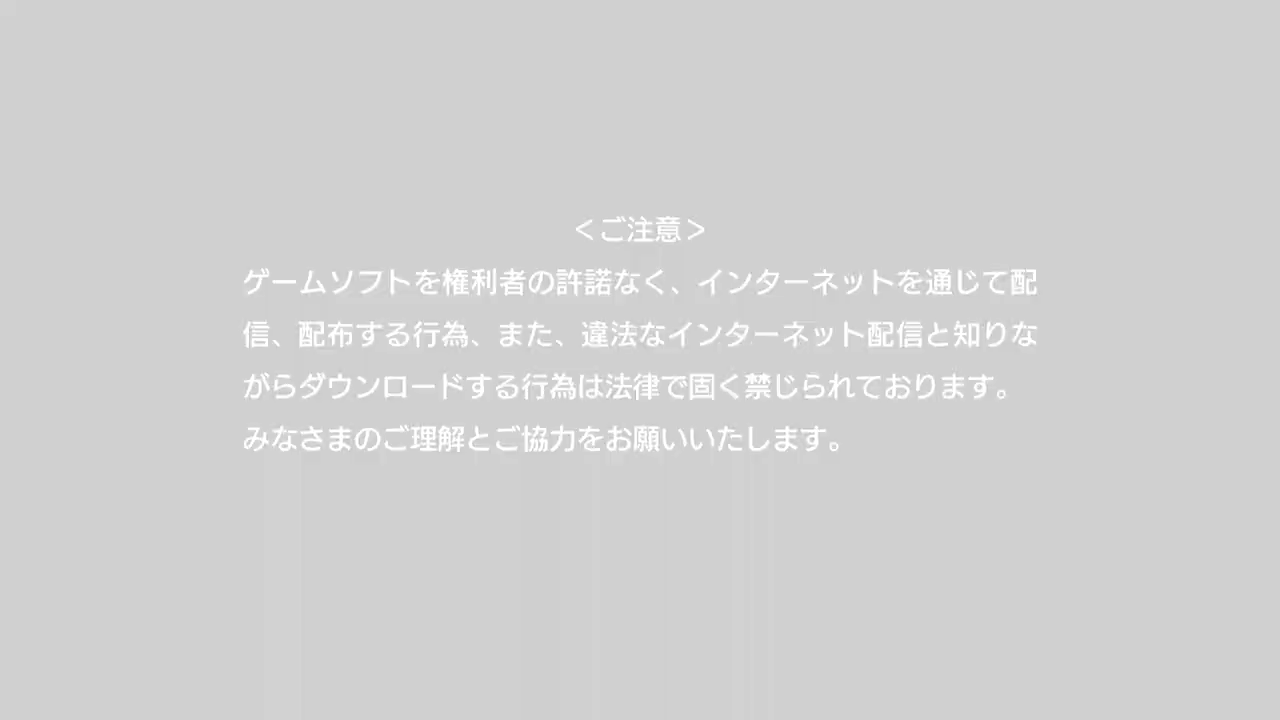 ＜ご注意＞
ゲームソフトを権利者の許諾なく、インターネットを通じて配
信、配布する行為、また、違法なインターネット配信と知りな
がらダウンロードする行為は法律で固く禁じられております。
みなさまのご理解とご協力をお願いいたします。